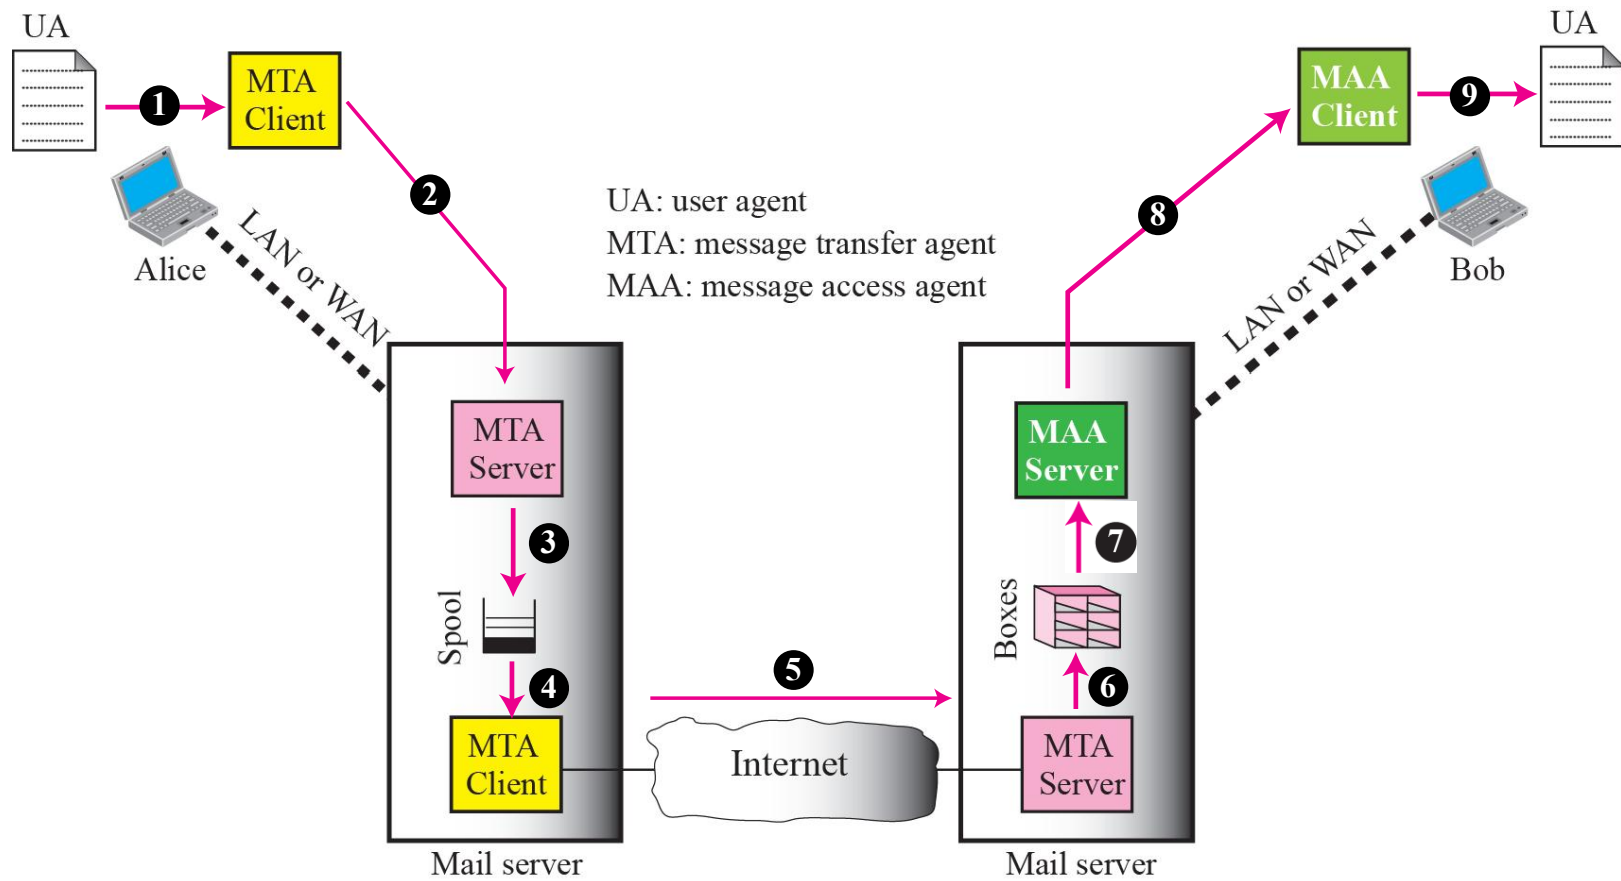 UA
MTA
Client
1
2
Alice
LAN or WAN
UA: user agent
MTA: message transfer agent
MAA: message access agent
MTA
Server
3
Spool
4
MTA
Client
Mail server
5
Internet
MAA
Client
9
UA
8
Bob
LAN or WAN
MAA
Server
7
Boxes
6
MTA
Server
Mail server